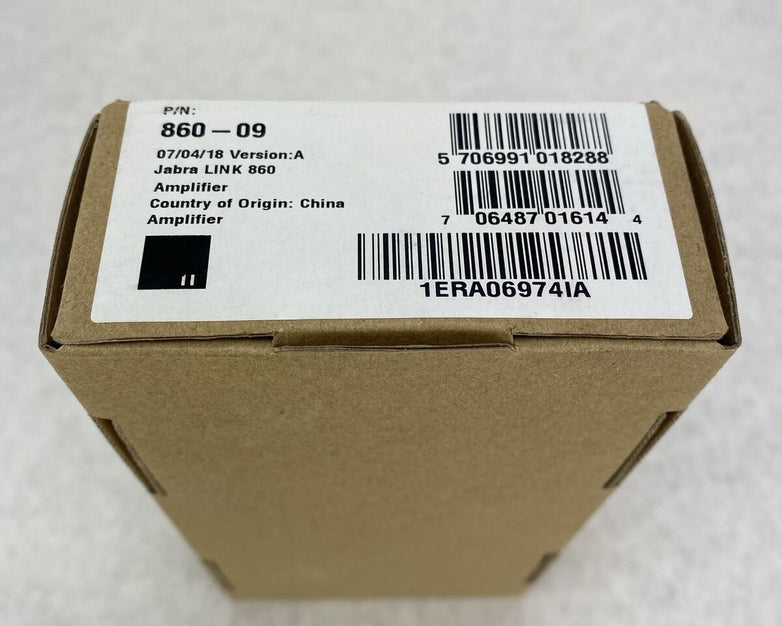 P/N:
860 – 09
07/04/18 Version:A
Jabra LINK 860
Amplifier
Country of Origin: China
Amplifier
5 706991 018288
7 06487 01614 4
1ERA06974IA